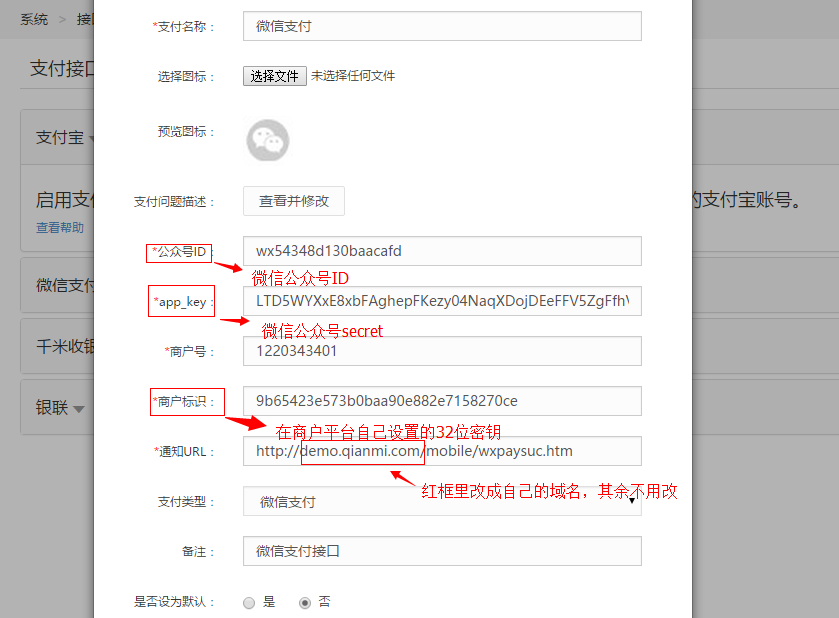 系统 > 接
*支付名称： 微信支付
支付接口
选择图标： 选择文件 未选择任何文件
支付宝
预览图标：
启用支 的支付宝账号。
支付问题描述： 查看并修改
查看帮助
*公众号ID： wx54348d130baacafd
微信公众号ID
微信支付
*app_key： LTD5WYXxE8xbFAghepFKezy04NaqXDojDEeFFV5ZgFfh
微信公众号secret
千米收银
*商户号： 1220343401
*商户标识： 9b65423e573b0baa90e882e7158270ce
银联
在商户平台自己设置的32位密钥
*通知URL： http://demo.qianmi.com/mobile/wxpaysuc.htm
红框里改成自己的域名，其余不用改
支付类型： 微信支付
备注： 微信支付接口
是否设为默认： 是 否